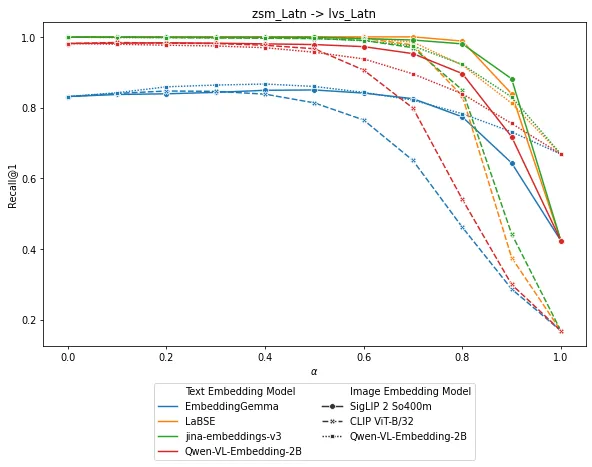 zsm_Latn -> lvs_Latn
1.0
0.8
0.6
0.4
0.2
Recall@1
0.0 0.2 0.4 0.6 0.8 1.0
α
Text Embedding Model Image Embedding Model
EmbeddingGemma SigLIP 2 So400m
LaBSE CLIP ViT-B/32
jina-embeddings-v3 Qwen-VL-Embedding-2B
Qwen-VL-Embedding-2B